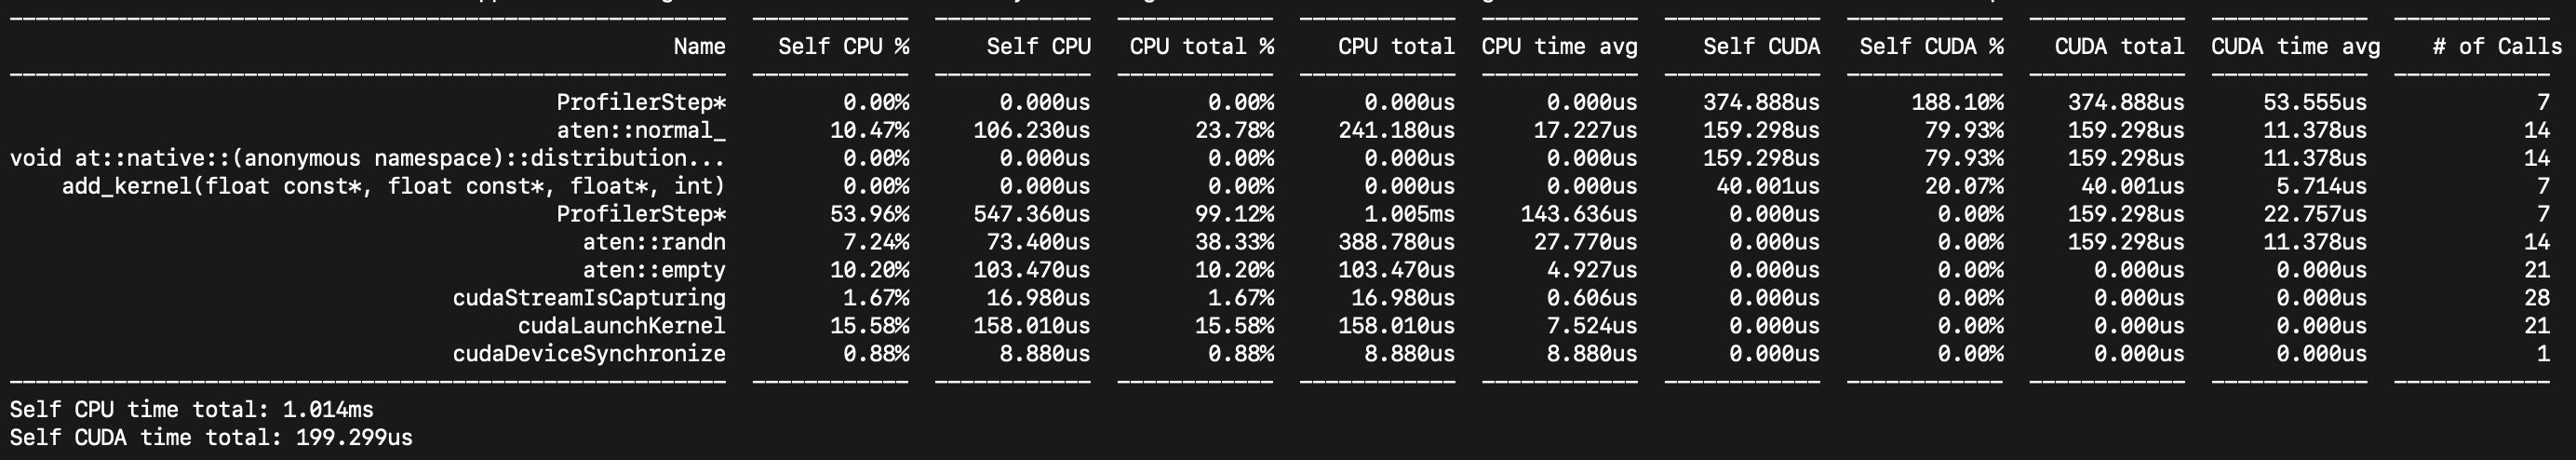 Name Self CPU % Self CPU CPU total % CPU total CPU time avg Self CUDA Self CUDA % CUDA total CUDA time avg # of Calls
ProfilerStep* 0.00% 0.000us 0.00% 0.000us 0.000us 374.888us 188.10% 374.888us 53.555us 7
aten::normal_ 10.47% 106.230us 23.78% 241.180us 17.227us 159.298us 79.93% 159.298us 11.378us 14
void at::native::(anonymous namespace)::distribution... 0.00% 0.000us 0.00% 0.000us 0.000us 159.298us 79.93% 159.298us 11.378us 14
add_kernel(float const*, float const*, float*, int) 0.00% 0.000us 0.00% 0.000us 0.000us 40.001us 20.07% 40.001us 5.714us 7
ProfilerStep* 53.96% 547.360us 99.12% 1.005ms 143.636us 0.000us 0.00% 159.298us 22.757us 7
aten::randn 7.24% 73.400us 38.33% 388.780us 27.770us 0.000us 0.00% 159.298us 11.378us 14
aten::empty 10.20% 103.470us 10.20% 103.470us 4.927us 0.000us 0.00% 0.000us 0.000us 21
cudaStreamIsCapturing 1.67% 16.980us 1.67% 16.980us 0.606us 0.000us 0.00% 0.000us 0.000us 28
cudaLaunchKernel 15.58% 158.010us 15.58% 158.010us 7.524us 0.000us 0.00% 0.000us 0.000us 21
cudaDeviceSynchronize 0.88% 8.880us 0.88% 8.880us 8.880us 0.000us 0.00% 0.000us 0.000us 1
Self CPU time total: 1.014ms
Self CUDA time total: 199.299us